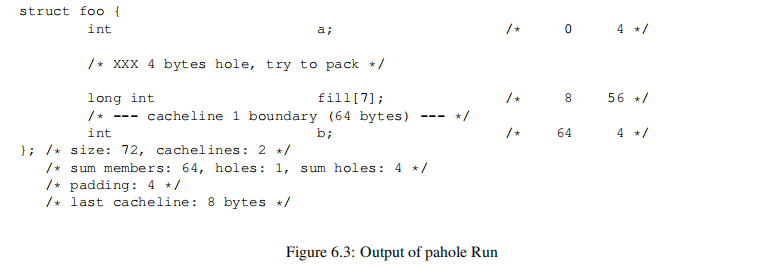 struct foo {
        int                          a;                    /*     0     4 */

        /* XXX 4 bytes hole, try to pack */

        long int                     fill[7];              /*     8    56 */
        /* --- cacheline 1 boundary (64 bytes) --- */
        int                          b;                    /*    64     4 */
}; /* size: 72, cachelines: 2 */
   /* sum members: 64, holes: 1, sum holes: 4 */
   /* padding: 4 */
   /* last cacheline: 8 bytes */
Figure 6.3: Output of pahole Run